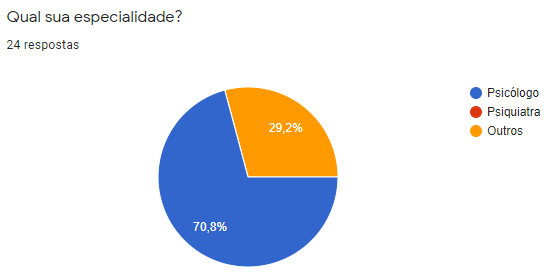 Qual sua especialidade?
24 respostas
Psicólogo
Psiquiatra
Outros
29,2%
70,8%